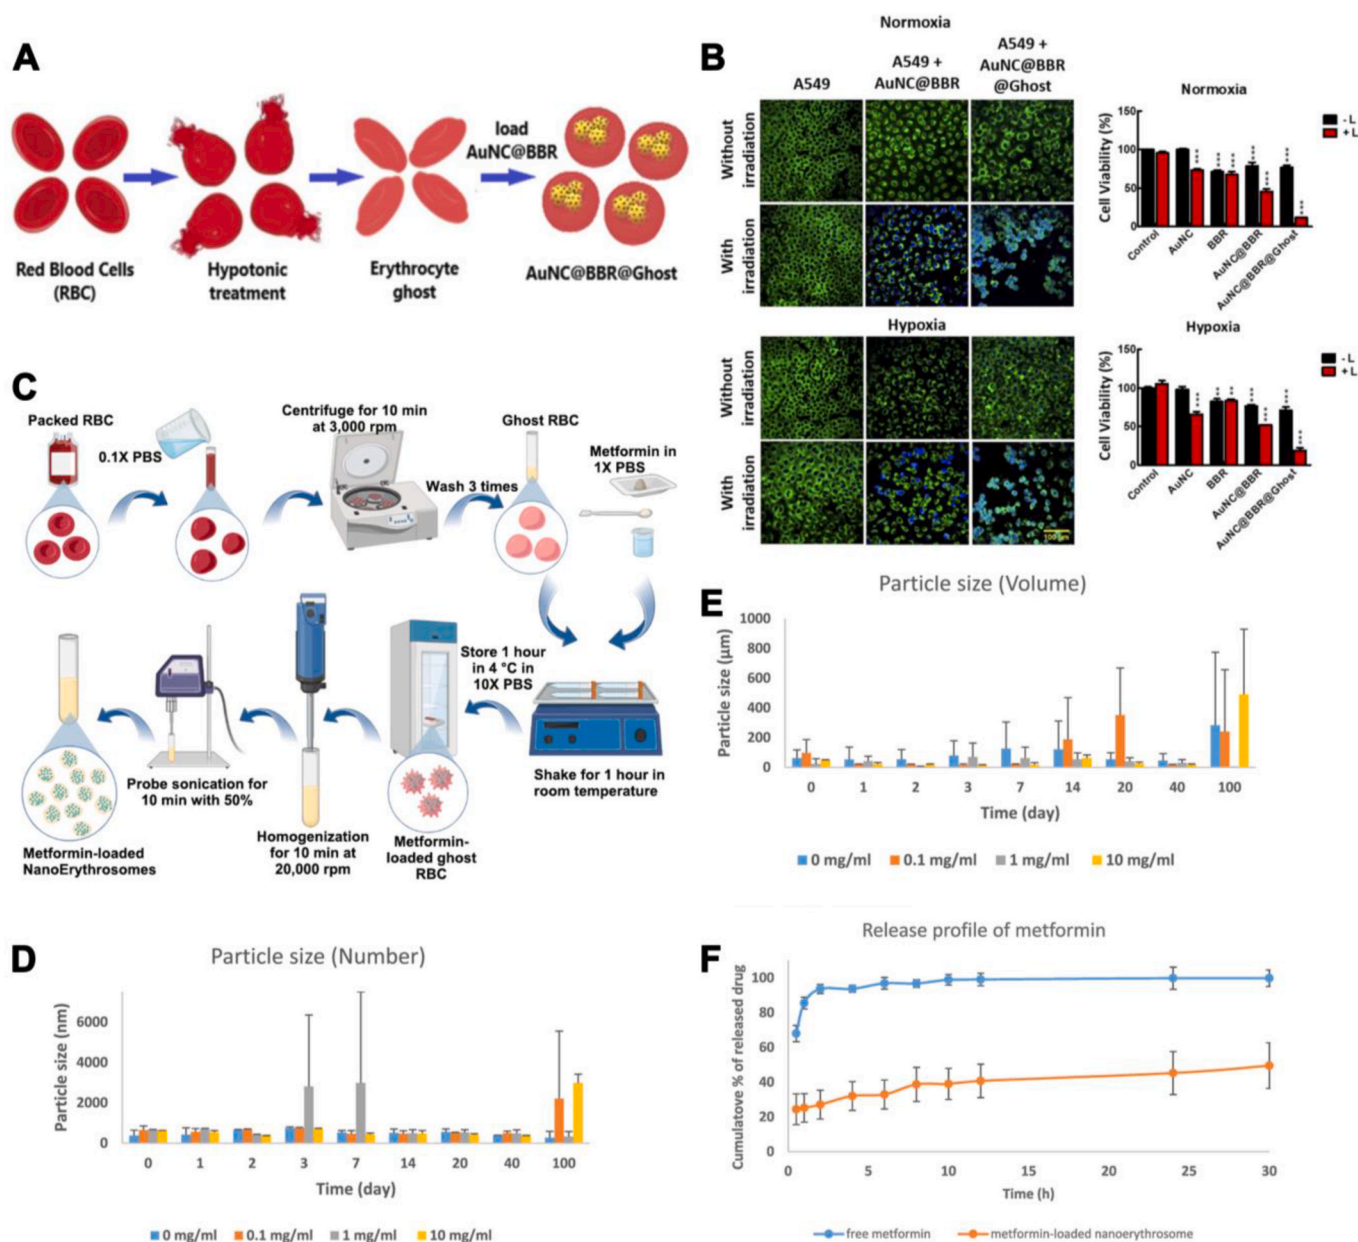 A
Red Blood Cells
(RBC)
Hypotonic
treatment
Erythrocyte
ghost
load
AuNC@BBR
AuNC@BBR@Ghost
B
Normoxia
A549
A549 +
AuNC@BBR
A549 +
AuNC@BBR
@Ghost
Without
irradiation
With
irradiation
Hypoxia
Without
irradiation
With
irradiation
100 µm
Normoxia
Cell Viability (%)
150
100
50
0
Control
AuNC
BBR
AuNC@BBR
AuNC@BBR@Ghost
- L
+ L
Hypoxia
Cell Viability (%)
150
100
50
0
Control
AuNC
BBR
AuNC@BBR
AuNC@BBR@Ghost
- L
+ L
C
Packed RBC
0.1X PBS
Centrifuge for 10 min
at 3,000 rpm
Wash 3 times
Ghost RBC
Metformin in
1X PBS
Shake for 1 hour in
room temperature
Store 1 hour
in 4 °C in
10X PBS
Metformin-
loaded ghost
RBC
Homogenization
for 10 min at
20,000 rpm
Probe sonication for
10 min with 50%
Metformin-loaded
NanoErythrosomes
D
Particle size (Number)
Particle size (nm)
6000
4000
2000
0
0 1 2 3 7 14 20 40 100
Time (day)
0 mg/ml 0.1 mg/ml 1 mg/ml 10 mg/ml
E
Particle size (Volume)
Particle size (µm)
1000
800
600
400
200
0
0 1 2 3 7 14 20 40 100
Time (day)
0 mg/ml 0.1 mg/ml 1 mg/ml 10 mg/ml
F
Release profile of metformin
Cumulatove % of released drug
100
80
60
40
20
0
0 5 10 15 20 25 30
Time (h)
free metformin metformin-loaded nanoerythrosome